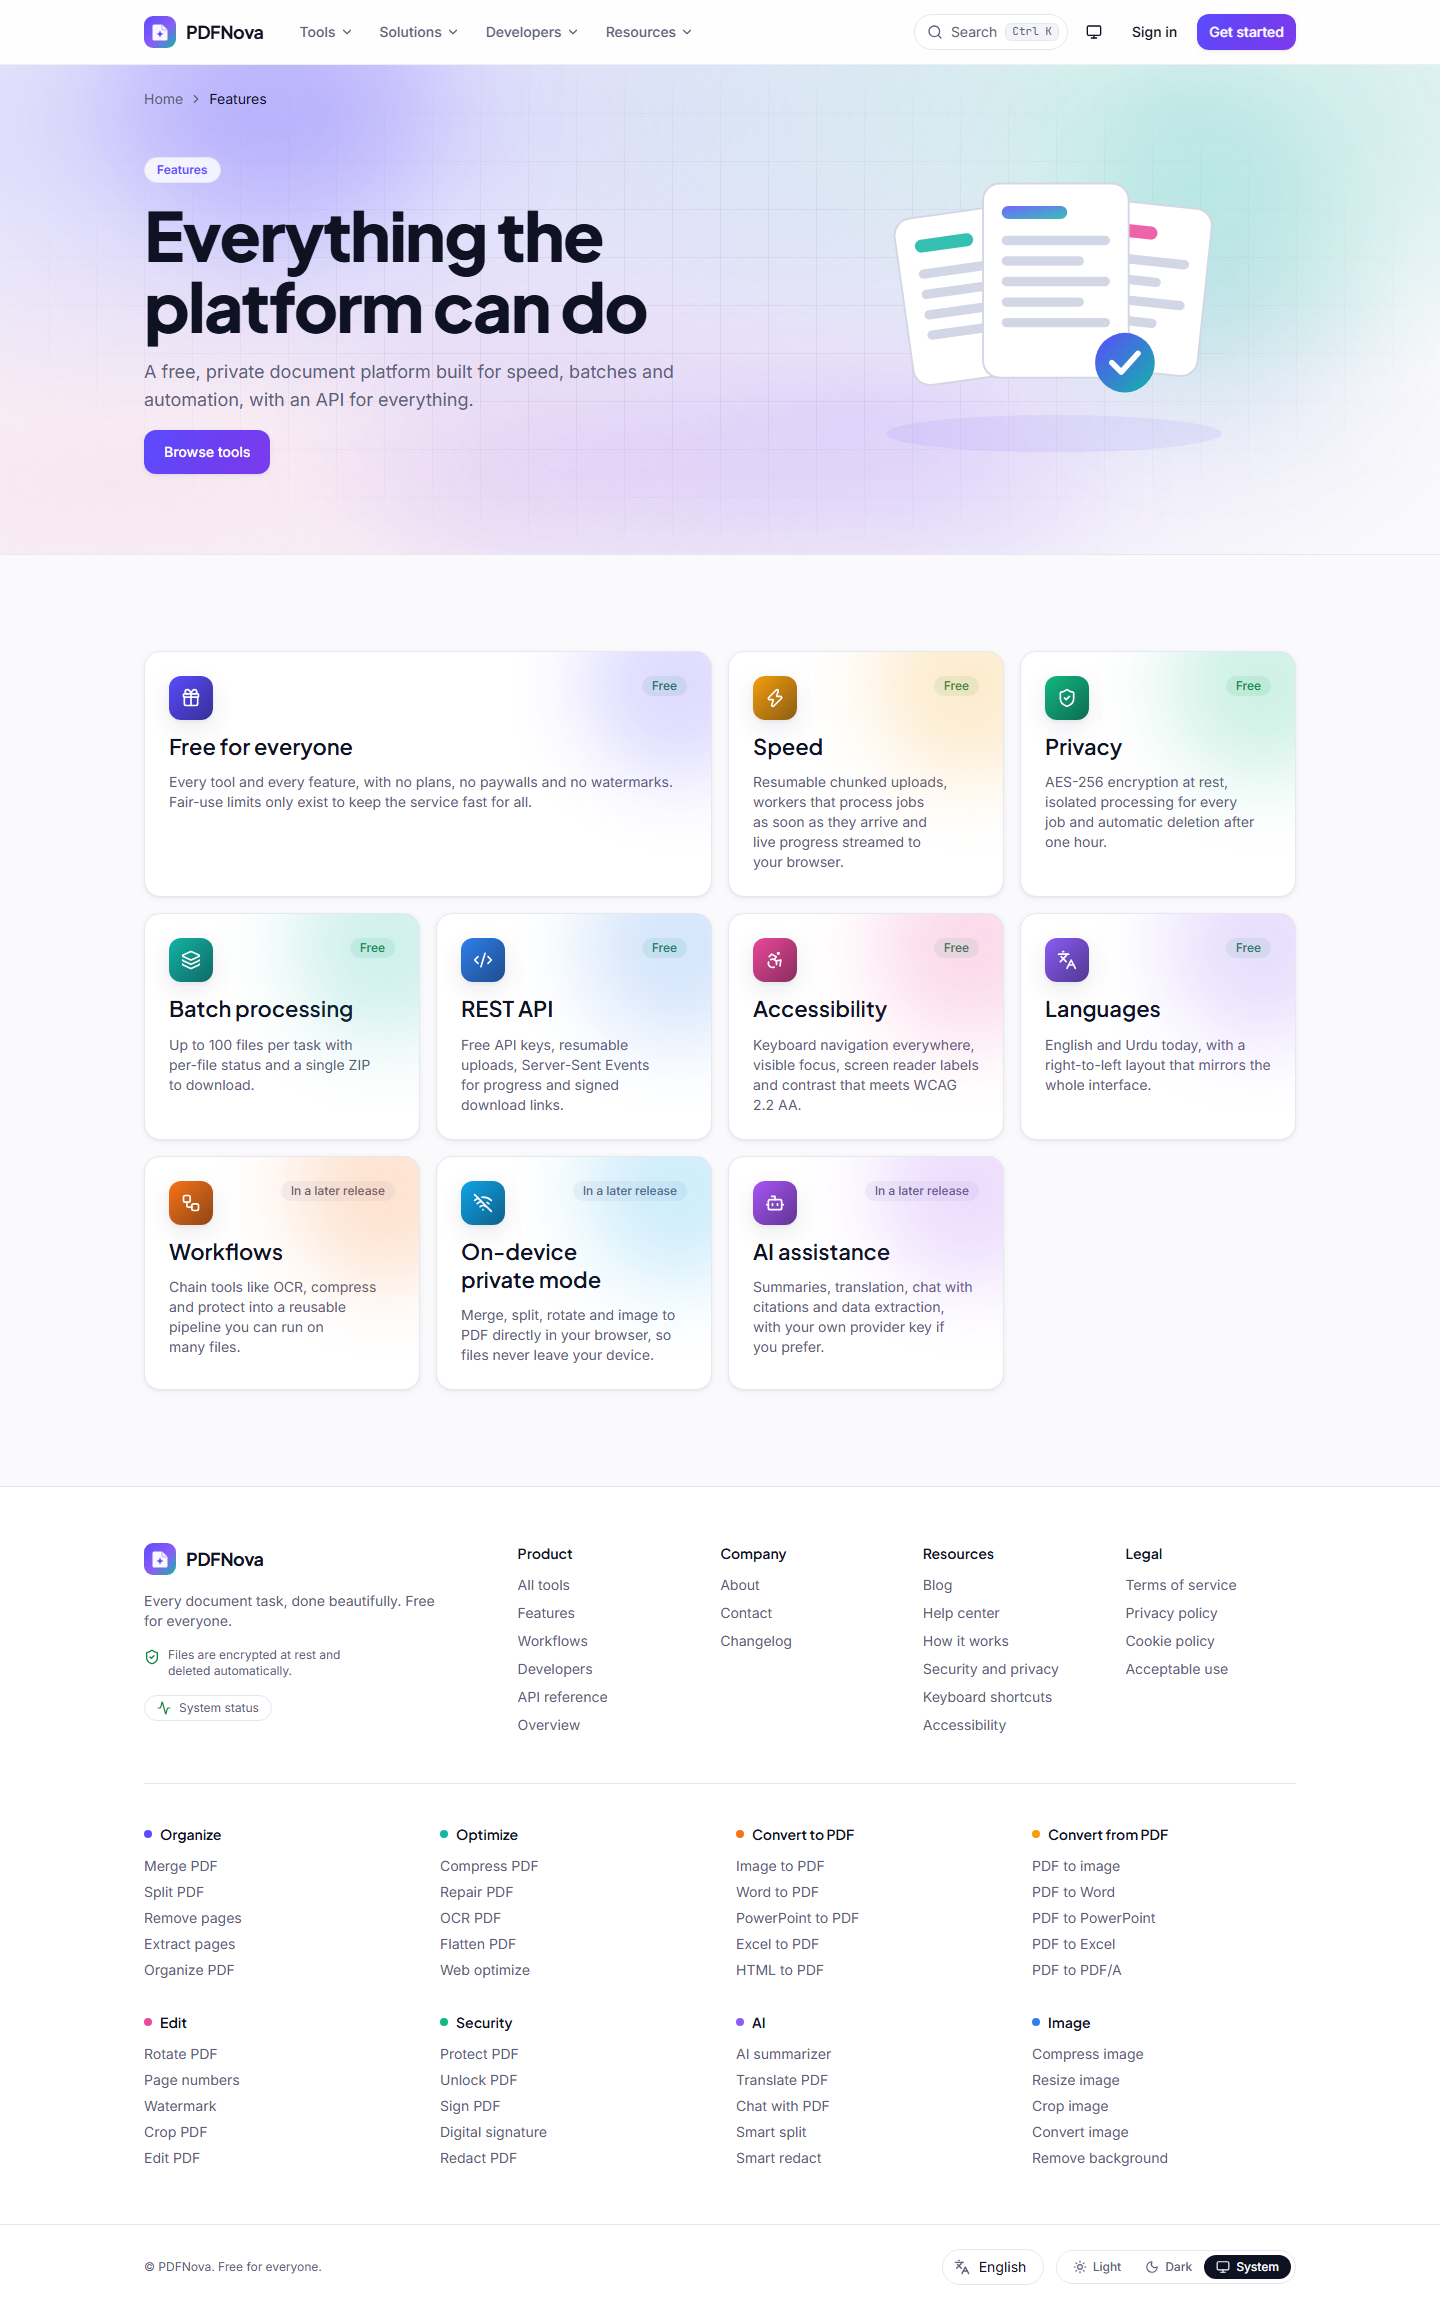 PDFNova
Tools
Solutions
Developers
Resources
Search
Ctrl K
Sign in
Get started
Home
Features
Features
Everything the
platform can do
A free, private document platform built for speed, batches and
automation, with an API for everything.
Browse tools
Free
Free for everyone
Every tool and every feature, with no plans, no paywalls and no watermarks.
Fair-use limits only exist to keep the service fast for all.
Free
Speed
Resumable chunked uploads,
workers that process jobs
as soon as they arrive and
live progress streamed to
your browser.
Free
Privacy
AES-256 encryption at rest,
isolated processing for every
job and automatic deletion after
one hour.
Free
Batch processing
Up to 100 files per task with
per-file status and a single ZIP
to download.
Free
REST API
Free API keys, resumable
uploads, Server-Sent Events
for progress and signed
download links.
Free
Accessibility
Keyboard navigation everywhere,
visible focus, screen reader labels
and contrast that meets WCAG
2.2 AA.
Free
Languages
English and Urdu today, with a
right-to-left layout that mirrors the
whole interface.
In a later release
Workflows
Chain tools like OCR, compress
and protect into a reusable
pipeline you can run on
many files.
In a later release
On-device
private mode
Merge, split, rotate and image to
PDF directly in your browser, so
files never leave your device.
In a later release
AI assistance
Summaries, translation, chat with
citations and data extraction,
with your own provider key if
you prefer.
PDFNova
Every document task, done beautifully. Free
for everyone.
Files are encrypted at rest and
deleted automatically.
System status
Product
All tools
Features
Workflows
Developers
API reference
Overview
Company
About
Contact
Changelog
Resources
Blog
Help center
How it works
Security and privacy
Keyboard shortcuts
Accessibility
Legal
Terms of service
Privacy policy
Cookie policy
Acceptable use
Organize
Merge PDF
Split PDF
Remove pages
Extract pages
Organize PDF
Optimize
Compress PDF
Repair PDF
OCR PDF
Flatten PDF
Web optimize
Convert to PDF
Image to PDF
Word to PDF
PowerPoint to PDF
Excel to PDF
HTML to PDF
Convert from PDF
PDF to image
PDF to Word
PDF to PowerPoint
PDF to Excel
PDF to PDF/A
Edit
Rotate PDF
Page numbers
Watermark
Crop PDF
Edit PDF
Security
Protect PDF
Unlock PDF
Sign PDF
Digital signature
Redact PDF
AI
AI summarizer
Translate PDF
Chat with PDF
Smart split
Smart redact
Image
Compress image
Resize image
Crop image
Convert image
Remove background
© PDFNova. Free for everyone.
English
Light
Dark
System